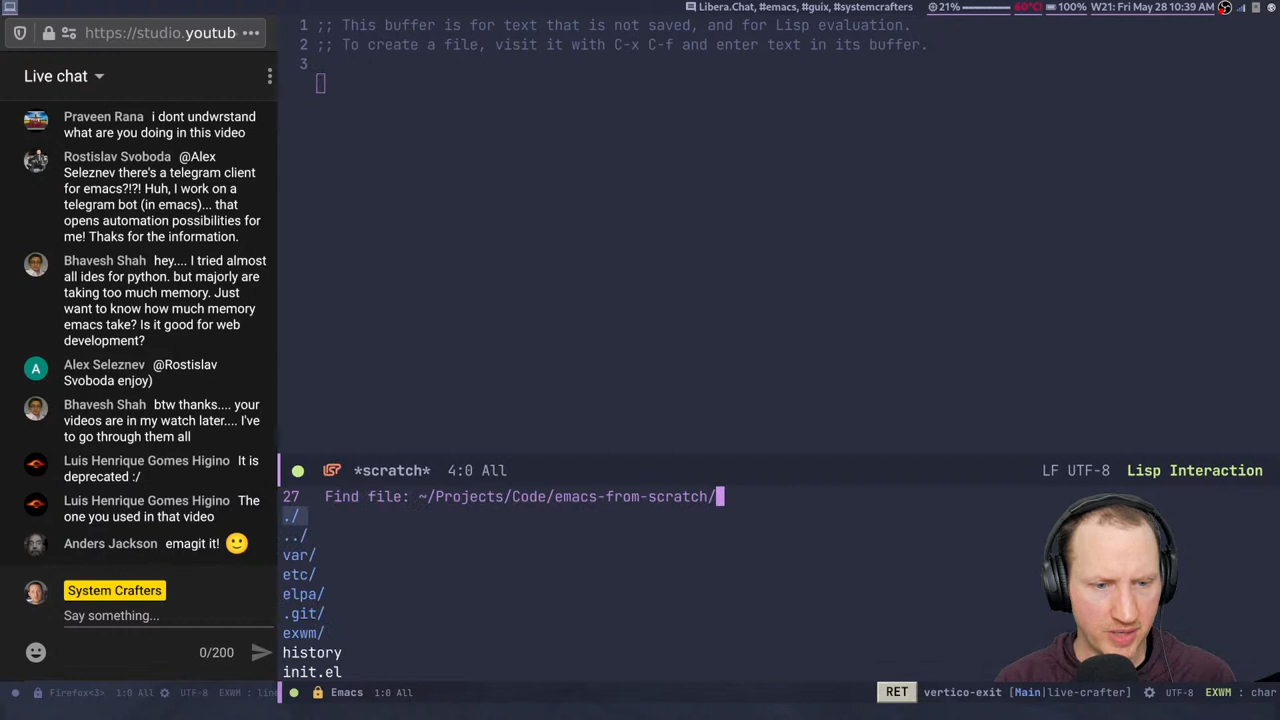 Libera.Chat, #emacs, #guix, #systemcrafters
21%
60°C
100%
W21: Fri May 28 10:39 AM
https://studio.youtub
Live chat
Praveen Rana i dont undwrstand
what are you doing in this video
Rostislav Svoboda @Alex
Seleznev there's a telegram client
for emacs?!?! Huh, I work on a
telegram bot (in emacs)... that
opens automation possibilities for
me! Thaks for the information.
Bhavesh Shah hey.... I tried almost
all ides for python. but majorly are
taking too much memory. Just
want to know how much memory
emacs take? Is it good for web
development?
A
Alex Seleznev @Rostislav
Svoboda enjoy)
Bhavesh Shah btw thanks.... your
videos are in my watch later.... I've
to go through them all
Luis Henrique Gomes Higino It is
deprecated :/
Luis Henrique Gomes Higino The
one you used in that video
Anders Jackson emagit it! 🙂
System Crafters
Say something...
0/200
Firefox<3> 1:0 All UTF-8 EXWM : line
1 ;; This buffer is for text that is not saved, and for Lisp evaluation.
2 ;; To create a file, visit it with C-x C-f and enter text in its buffer.
3
*scratch* 4:0 All LF UTF-8 Lisp Interaction
27 Find file: ~/Projects/Code/emacs-from-scratch/
./
../
var/
etc/
elpa/
.git/
exwm/
history
init.el
Emacs 1:0 All RET vertico-exit [Main|live-crafter] UTF-8 EXWM : char